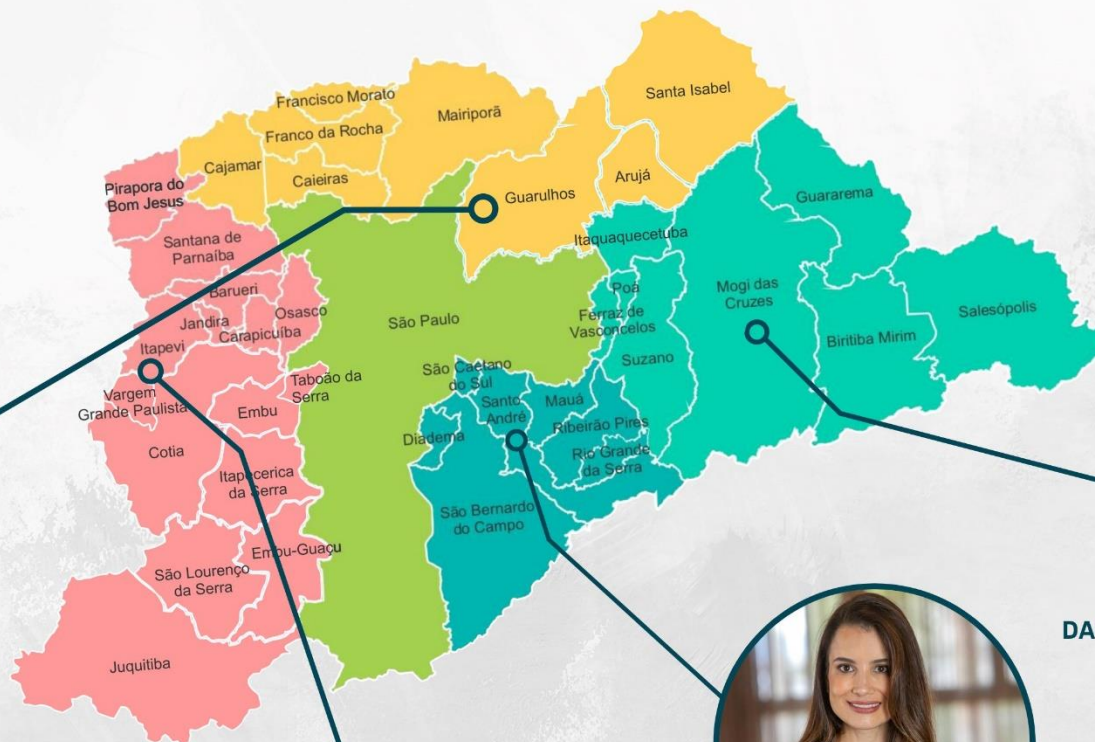 Francisco Morato
Franco da Rocha
Mairiporã
Santa Isabel
Cajamar
Caieiras
Pirapora do
Bom Jesus
Guarulhos
Arujá
Guararema
Santana de
Parnaíba
Itaquaquecetuba
Barueri
Osasco
Jandira
Carapicuíba
Itapevi
São Paulo
Poá
Ferraz de
Vasconcelos
Suzano
Mogi das
Cruzes
Biritiba Mirim
Salesópolis
Vargem
Grande Paulista
Taboão da
Serra
Embu
São Caetano
do Sul
Santo
André
Mauá
Diadema
Ribeirão Pires
Rio Grande
da Serra
Cotia
Itapecerica
da Serra
São Bernardo
do Campo
Embu-Guaçu
São Lourenço
da Serra
Juquitiba
DA